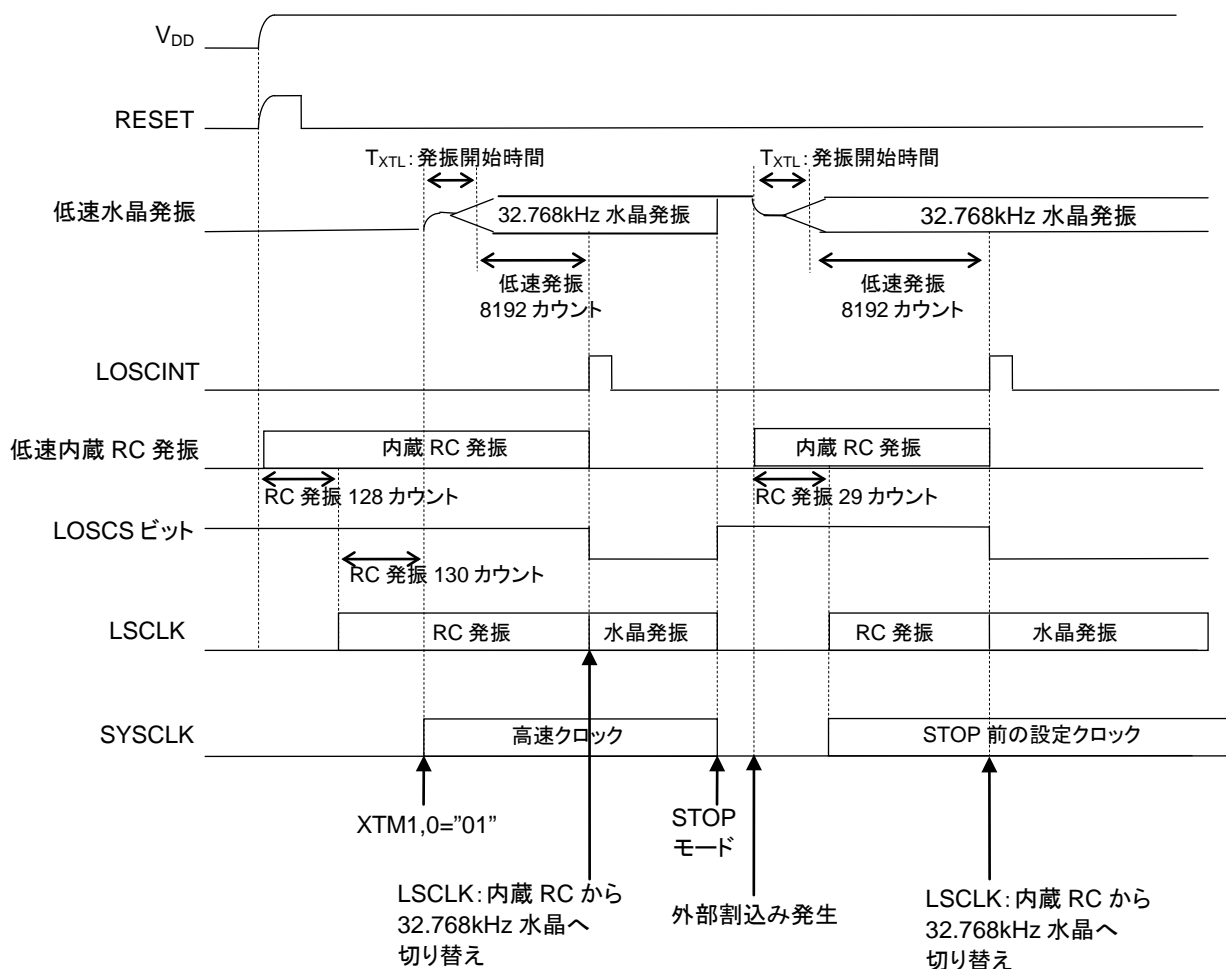 VDD
RESET
TXTL:発振開始時間
TXTL:発振開始時間
低速水晶発振
32.768kHz 水晶発振
32.768kHz 水晶発振
低速発振
8192 カウント
低速発振
8192 カウント
LOSCINT
低速内蔵 RC 発振
内蔵 RC 発振
内蔵 RC 発振
RC 発振 128 カウント
RC 発振 29 カウント
LOSCS ビット
RC 発振 130 カウント
LSCLK
RC 発振
水晶発振
RC 発振
水晶発振
SYSCLK
高速クロック
STOP 前の設定クロック
XTM1,0=”01”
STOP
モード
LSCLK:内蔵 RC から
32.768kHz 水晶へ
切り替え
外部割込み発生
LSCLK:内蔵 RC から
32.768kHz 水晶へ
切り替え